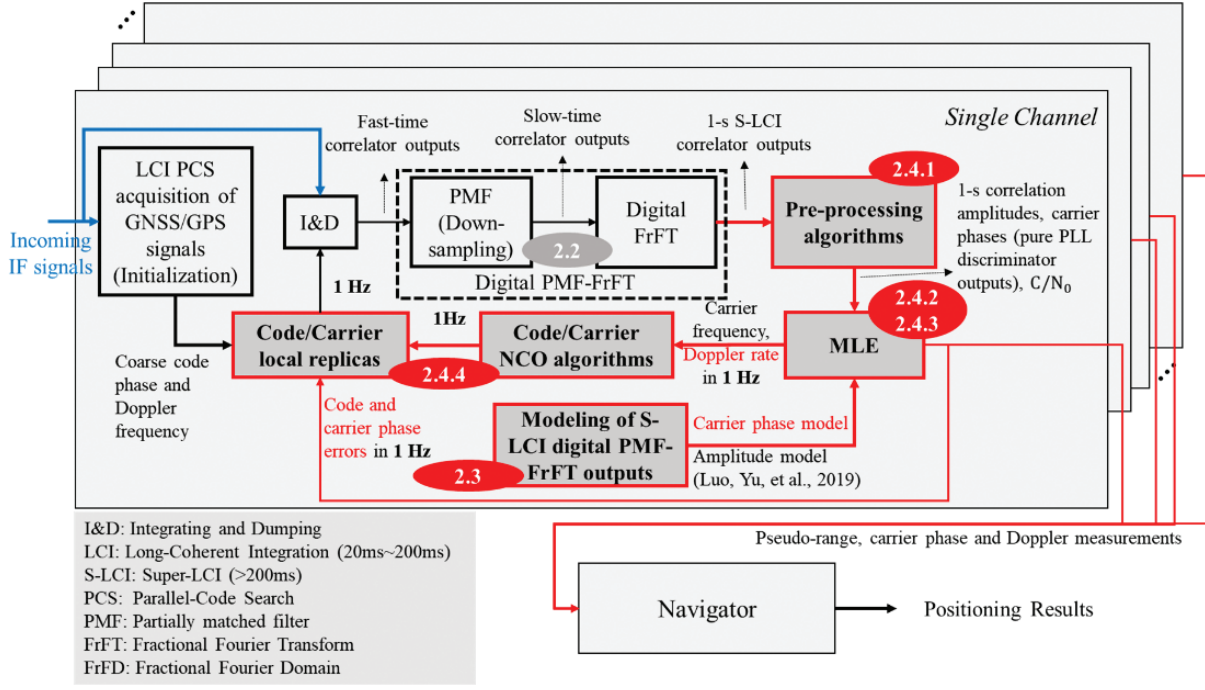 Single Channel
Fast-time
correlator outputs
Slow-time
correlator outputs
1-s S-LCI
correlator outputs
LCI PCS
acquisition of
GNSS/GPS
signals
(Initialization)
Incoming
IF signals
I&D
PMF
(Down-
sampling)
2.2
Digital
FrFT
Digital PMF-FrFT
2.4.1
Pre-processing
algorithms
1-s correlation
amplitudes, carrier
phases (pure PLL
discriminator
outputs), C/N₀
1 Hz
Code/Carrier
local replicas
1Hz
Code/Carrier
NCO algorithms
2.4.4
Carrier
frequency,
Doppler rate
in 1 Hz
2.4.2
2.4.3
MLE
Coarse code
phase and
Doppler
frequency
Code and
carrier phase
errors in 1 Hz
Modeling of S-
LCI digital PMF-
FrFT outputs
2.3
Carrier phase model
Amplitude model
(Luo, Yu, et al., 2019)
I&D: Integrating and Dumping
LCI: Long-Coherent Integration (20ms~200ms)
S-LCI: Super-LCI (>200ms)
PCS: Parallel-Code Search
PMF: Partially matched filter
FrFT: Fractional Fourier Transform
FrFD: Fractional Fourier Domain
Pseudo-range, carrier phase and Doppler measurements
Navigator
Positioning Results